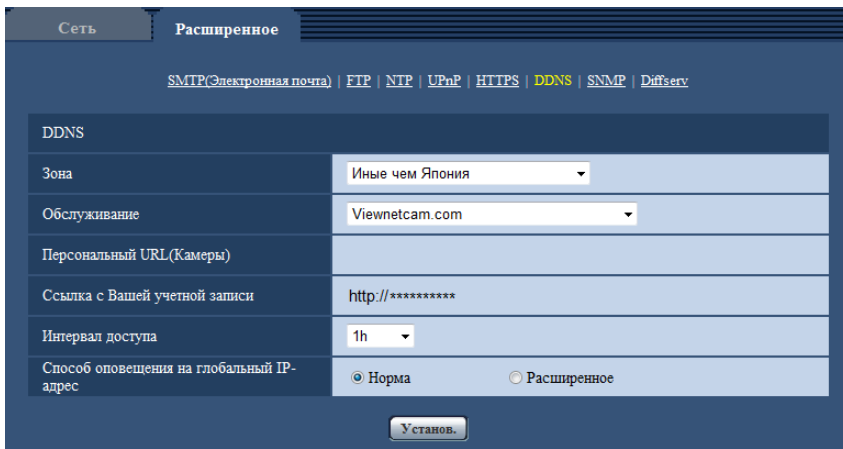 Сеть Расширенное
SMTP(Электронная почта) | FTP | NTP | UPnP | HTTPS | DDNS | SNMP | Diffserv
DDNS
Зона Иные чем Япония
Обслуживание Viewnetcam.com
Персональный URL(Камеры)
Ссылка с Вашей учетной записи http://**********
Интервал доступа 1h
Способ оповещения на глобальный IP-
адрес Норма Расширенное
Установ.